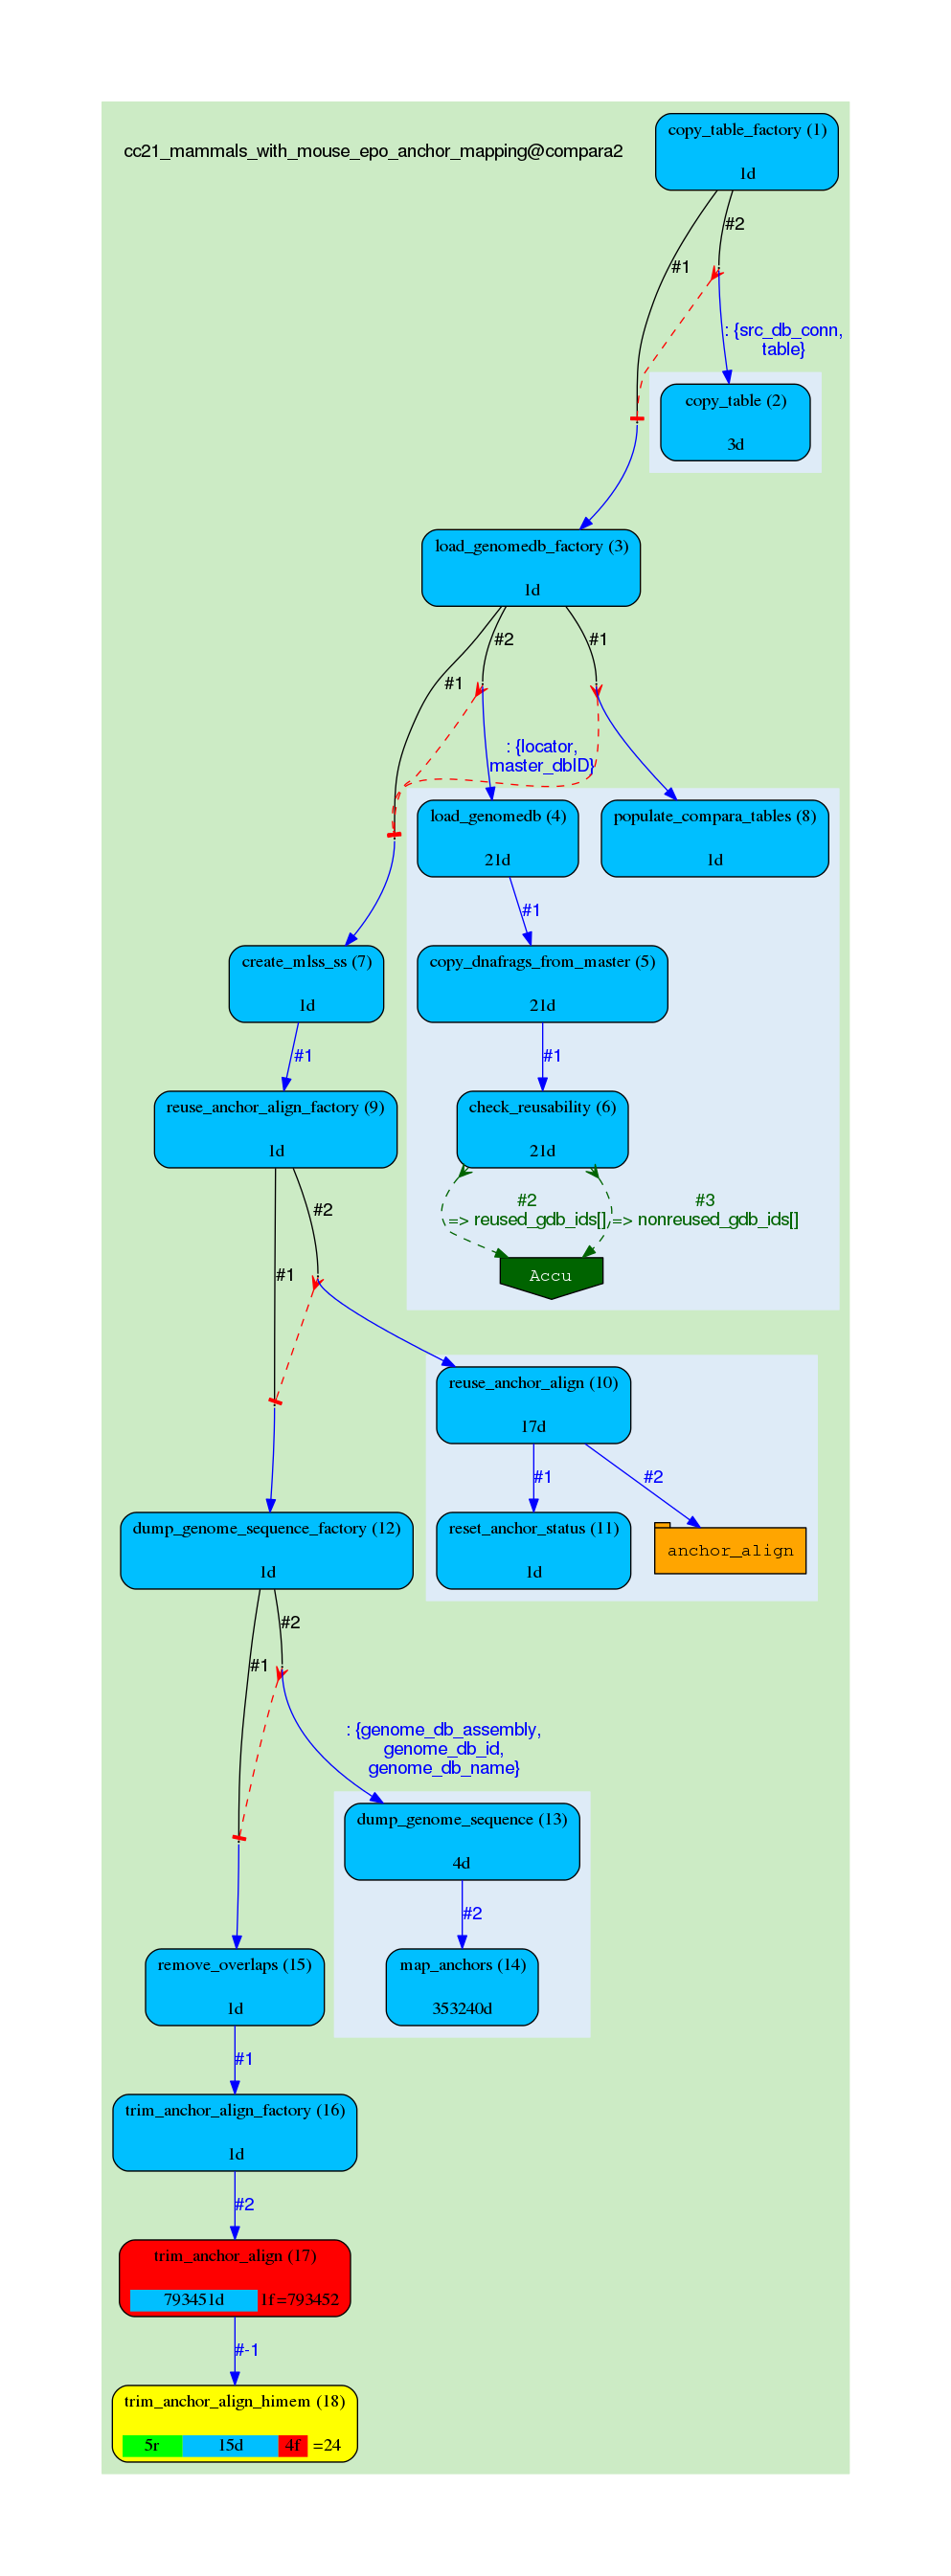 cc21_mammals_with_mouse_epo_anchor_mapping@compara2
copy_table_factory (1)
1d
#2
#1
: {src_db_conn,
table}
copy_table (2)
3d
load_genomedb_factory (3)
1d
#2
#1
#1
: {locator,
master_dbID}
load_genomedb (4)
21d
populate_compara_tables (8)
1d
#1
create_mlss_ss (7)
1d
copy_dnafrags_from_master (5)
21d
#1
#1
reuse_anchor_align_factory (9)
1d
check_reusability (6)
21d
#2
=> reused_gdb_ids[]
#3
=> nonreused_gdb_ids[]
#2
#1
Accu
reuse_anchor_align (10)
17d
#1
#2
dump_genome_sequence_factory (12)
1d
reset_anchor_status (11)
1d
anchor_align
#2
#1
: {genome_db_assembly,
genome_db_id,
genome_db_name}
dump_genome_sequence (13)
4d
#2
remove_overlaps (15)
1d
map_anchors (14)
353240d
#1
trim_anchor_align_factory (16)
1d
#2
trim_anchor_align (17)
793451d 1f=793452
#-1
trim_anchor_align_himem (18)
5r 15d 4f =24